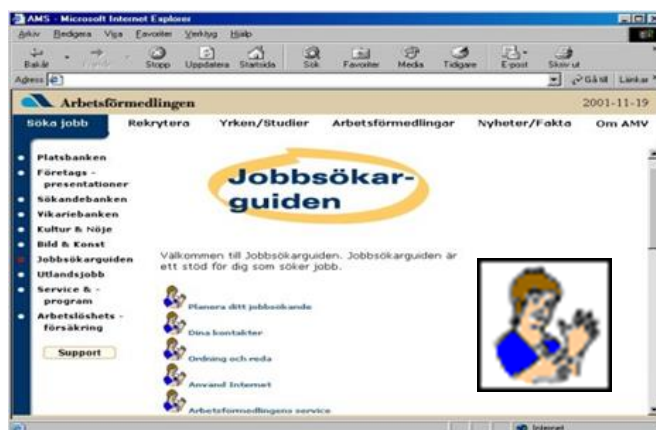 AMS - Microsoft Internet Explorer
Arkiv Redigera Visa Favoriter Verktyg Hjälp
Bakåt Stopp Uppdatera Startsida Sök Favoriter Media Tidigare E-post Skriv ut
Adress Gå till Länkar
Arbetsförmedlingen 2001-11-19
Söka jobb Rekrytera Yrken/Studier Arbetsförmedlingar Nyheter/Fakta Om AMV
Platsbanken
Företags -
presentationer
Sökandebanken
Vikariebanken
Kultur & Nöje
Bild & Konst
Jobbsökarguiden
Utlandsjobb
Service & -
program
Arbetslöshets -
försäkring
Support
Jobbsökar-
guiden
Välkommen till Jobbsökarguiden. Jobbsökarguiden är
ett stöd för dig som söker jobb.
Planera ditt jobbsökande
Dina kontakter
Ordning och reda
Använd Internet
Arbetsförmedlingens service
Internet